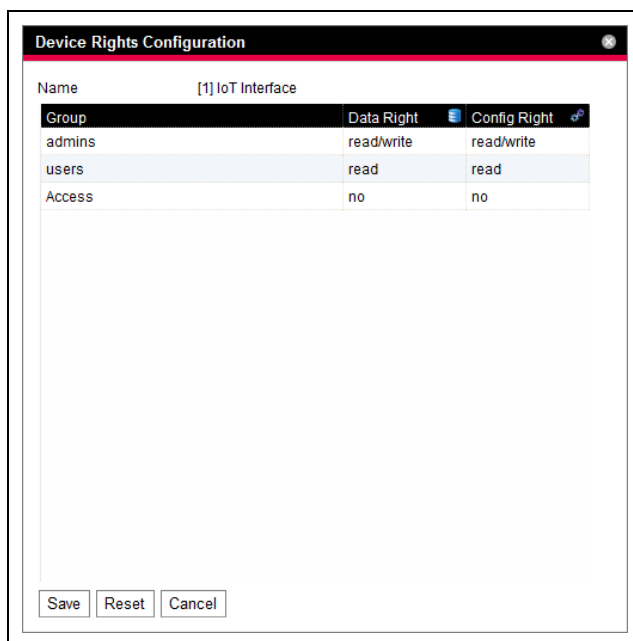 Device Rights Configuration
Name [1] IoT Interface
Group Data Right Config Right
admins read/write read/write
users read read
Access no no
Save Reset Cancel